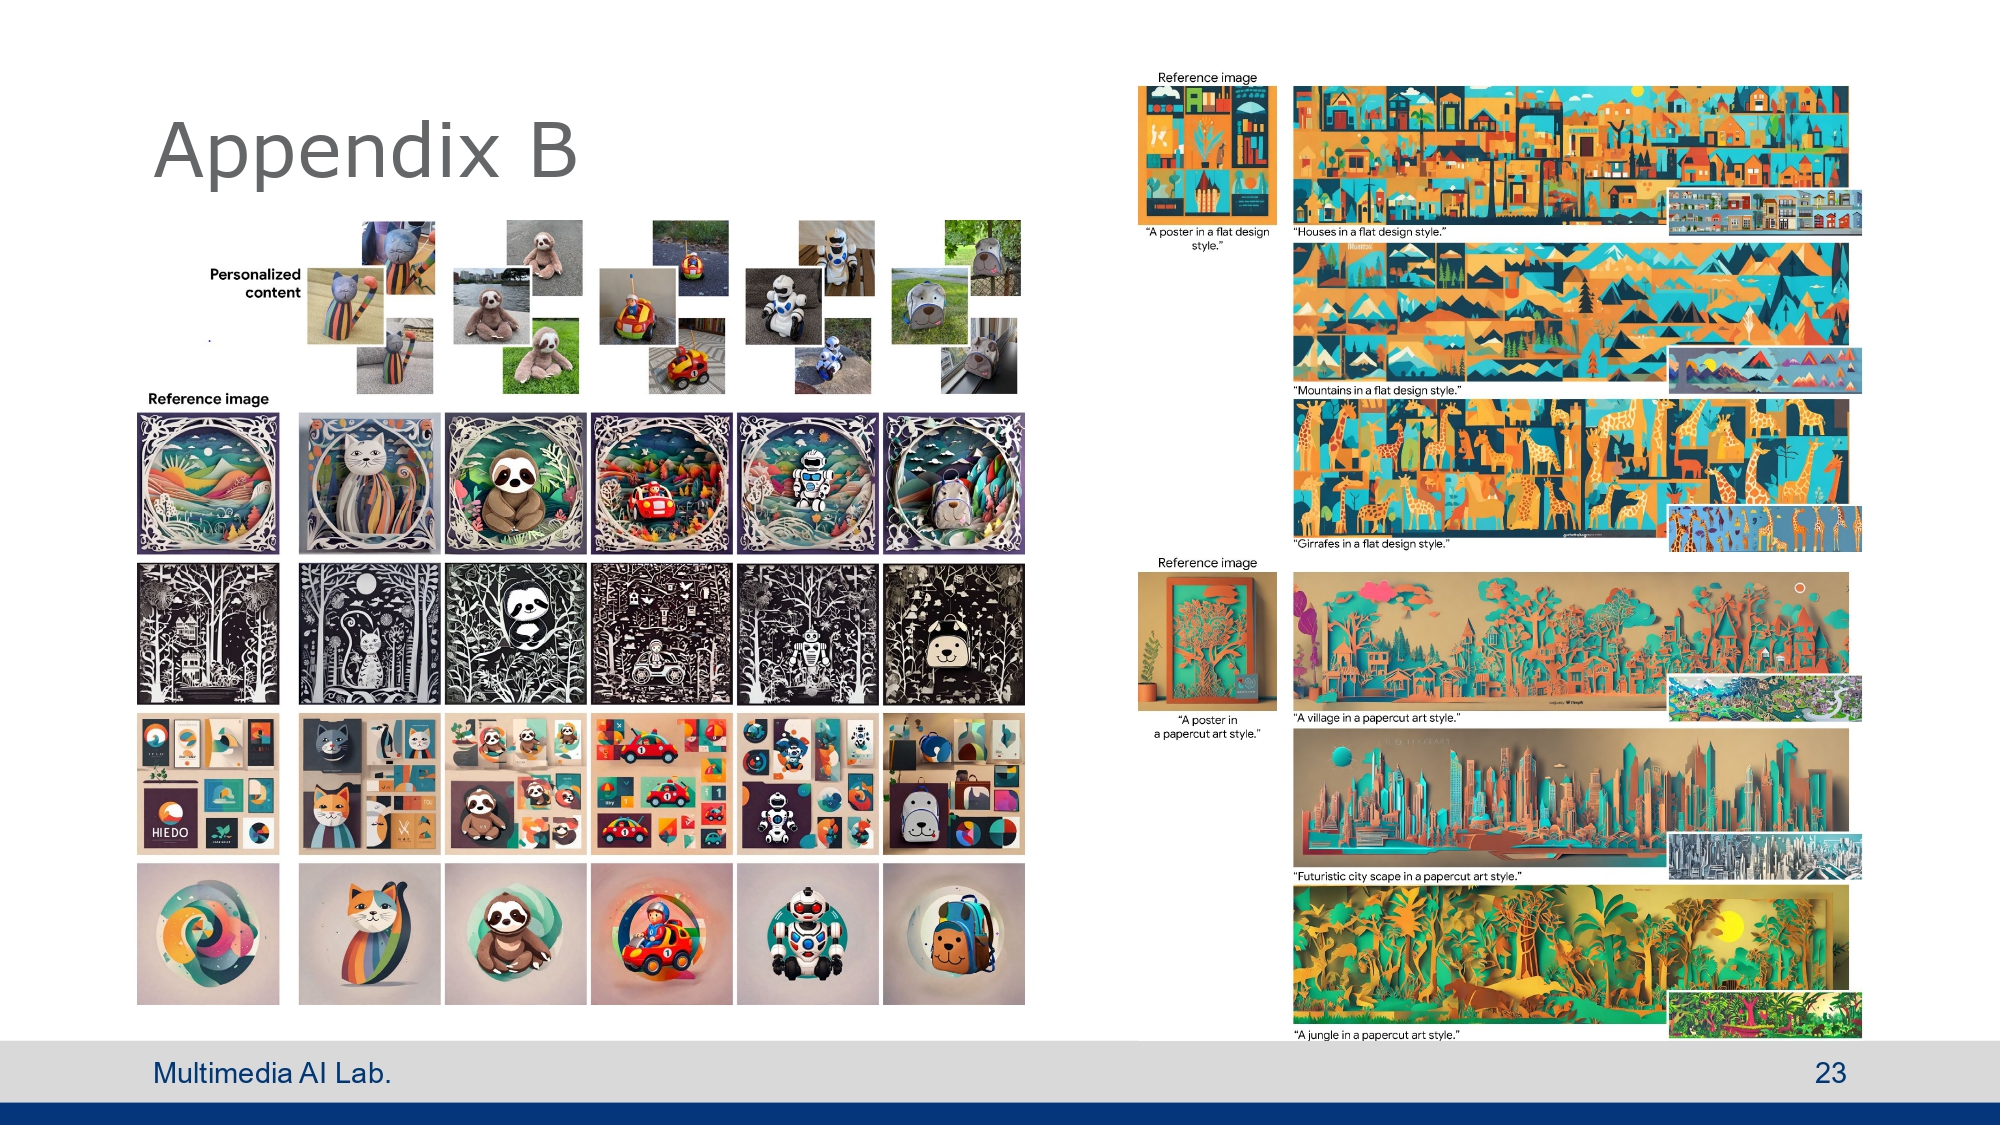 Appendix B
Personalized
content
Reference image
HIEDO
Reference image
“A poster in a flat design
style.”
“Houses in a flat design style.”
“Mountains in a flat design style.”
“Girrafes in a flat design style.”
Reference image
“A poster in
a papercut art style.”
“A village in a papercut art style.”
“Futuristic city scape in a papercut art style.”
“A jungle in a papercut art style.”
Multimedia AI Lab.
23